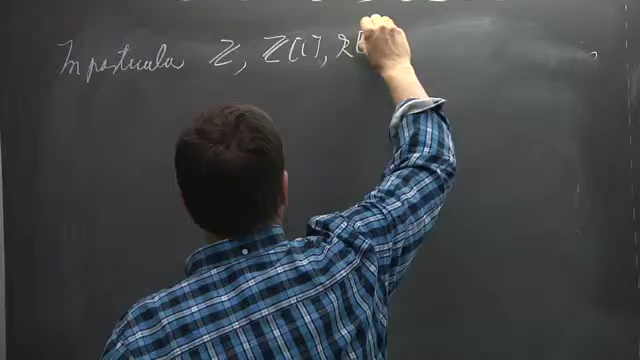 In particular ℤ, ℤ[i],